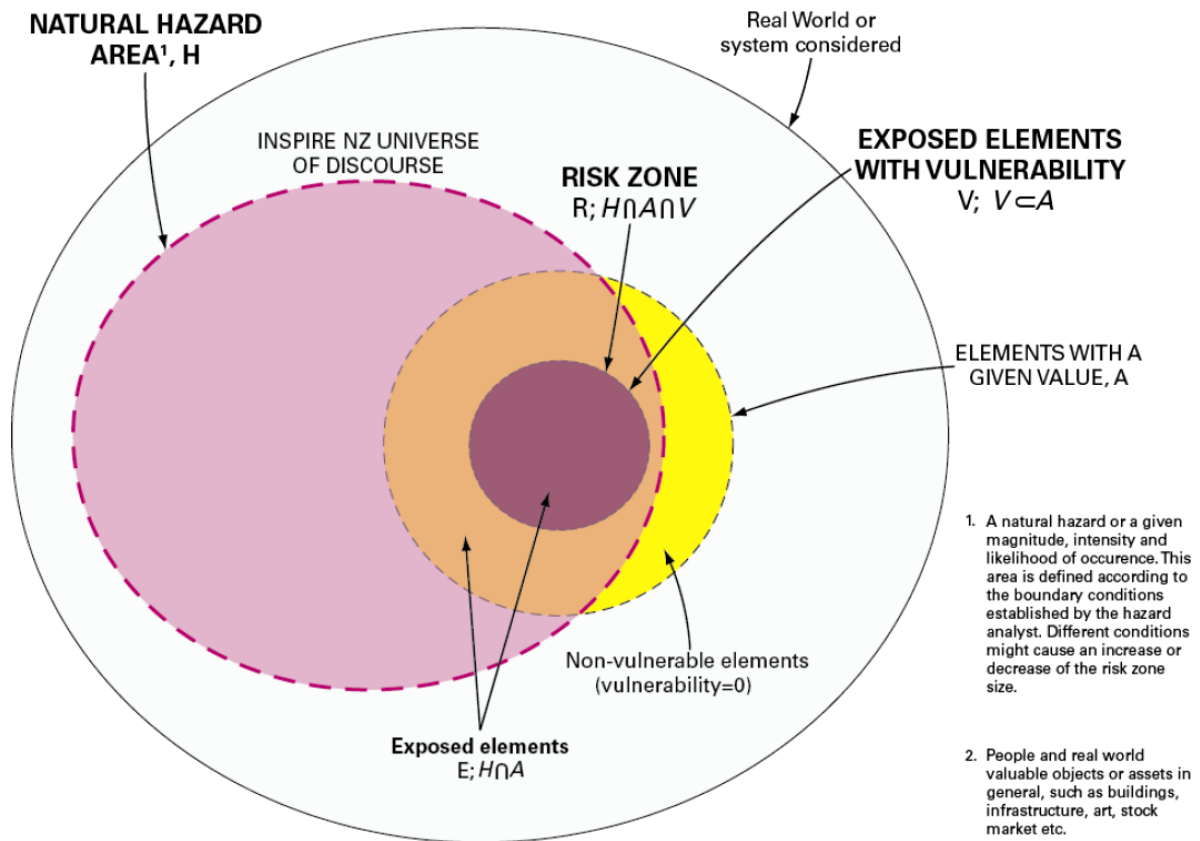 NATURAL HAZARD
AREA¹, H
Real World or
system considered
INSPIRE NZ UNIVERSE
OF DISCOURSE
RISK ZONE
R; H∩A∩V
EXPOSED ELEMENTS
WITH VULNERABILITY
V; V⊂A
ELEMENTS WITH A
GIVEN VALUE, A
Non-vulnerable elements
(vulnerability=0)
Exposed elements
E; H∩A
1. A natural hazard or a given
magnitude, intensity and
likelihood of occurence. This
area is defined according to
the boundary conditions
established by the hazard
analyst. Different conditions
might cause an increase or
decrease of the risk zone
size.
2. People and real world
valuable objects or assets in
general, such as buildings,
infrastructure, art, stock
market etc.